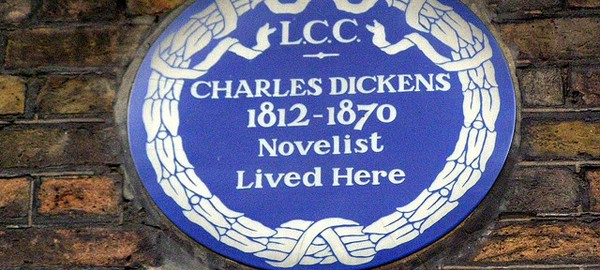 L.C.C.
CHARLES DICKENS
1812-1870
Novelist
Lived Here